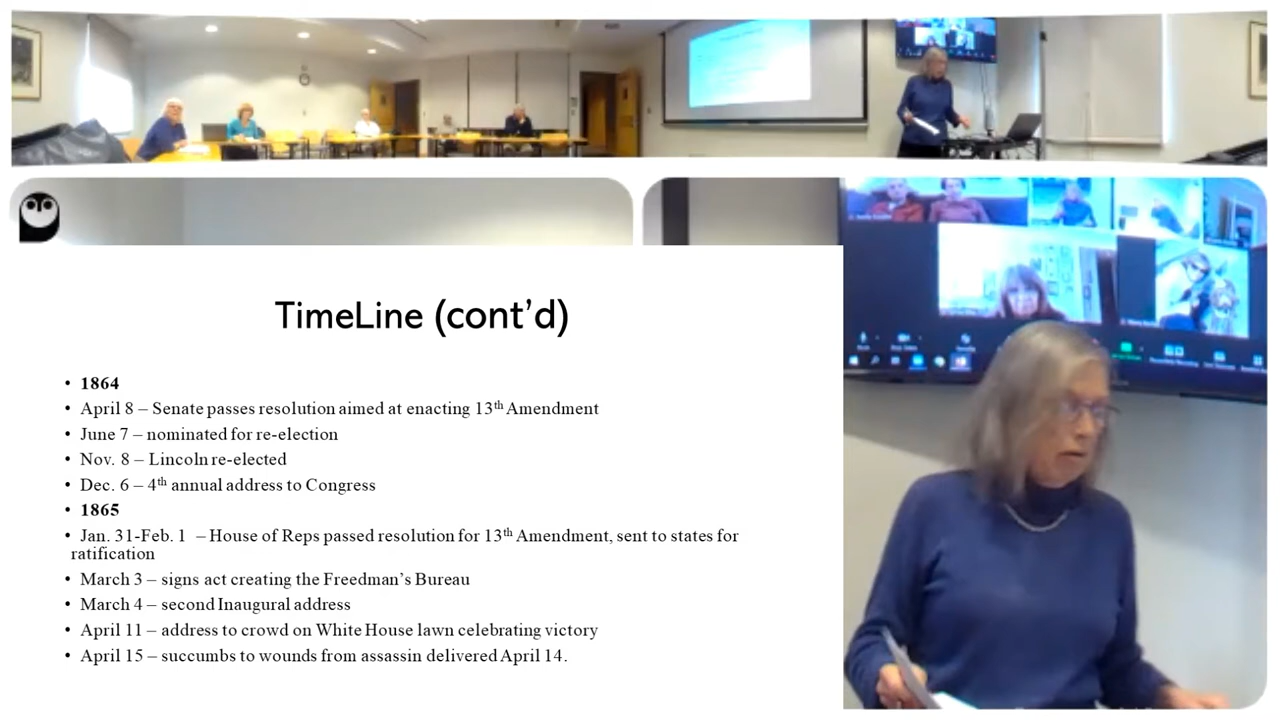 TimeLine (cont’d)
• 1864
• April 8 – Senate passes resolution aimed at enacting 13th Amendment
• June 7 – nominated for re-election
• Nov. 8 – Lincoln re-elected
• Dec. 6 – 4th annual address to Congress
• 1865
• Jan. 31-Feb. 1 – House of Reps passed resolution for 13th Amendment, sent to states for
ratification
• March 3 – signs act creating the Freedman’s Bureau
• March 4 – second Inaugural address
• April 11 – address to crowd on White House lawn celebrating victory
• April 15 – succumbs to wounds from assassin delivered April 14.